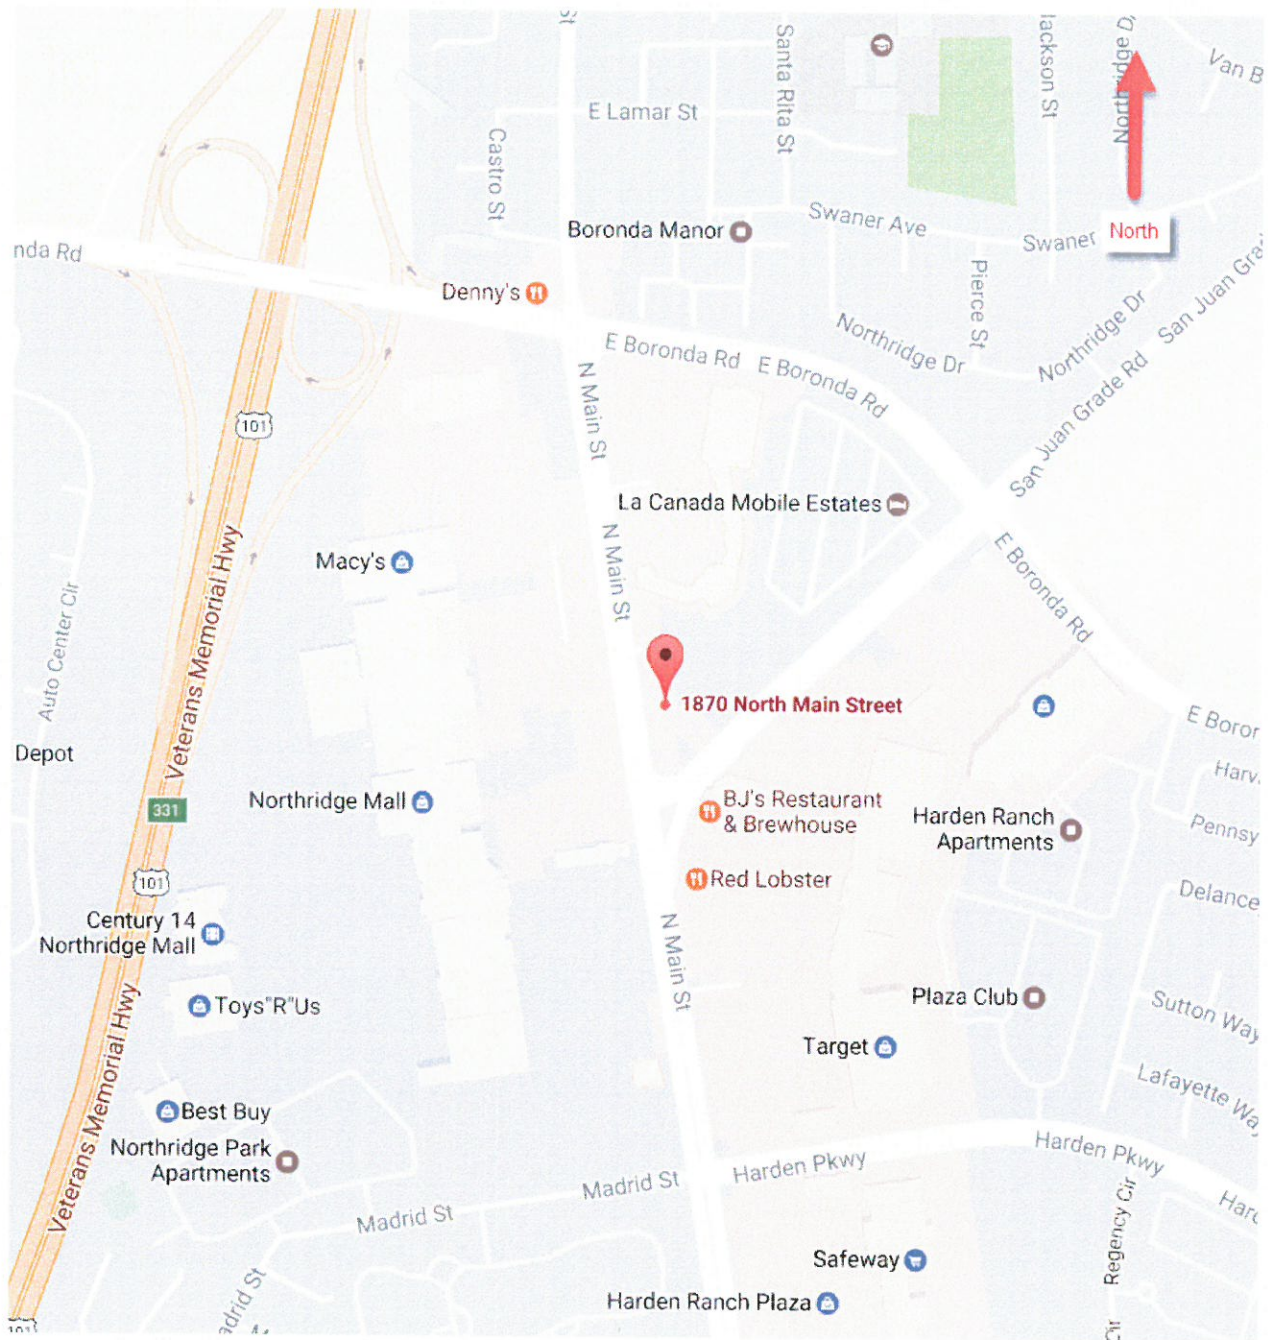 St
Santa Rita St
Jackson St
Northridge D
Van B
E Lamar St
Castro St
Boronda Manor
Swaner Ave
Swaner
North
nda Rd
Denny's
Pierce St
San Juan Gra
Northridge Dr
Northridge Dr
E Boronda Rd
E Boronda Rd
San Juan Grade Rd
N Main St
101
La Canada Mobile Estates
N Main St
Macy's
E Boronda Rd
Veterans Memorial Hwy
Auto Center Cir
1870 North Main Street
E Boror
Depot
Harv
Northridge Mall
331
BJ's Restaurant
& Brewhouse
Harden Ranch
Apartments
Pennsy
Red Lobster
101
Delance
Century 14
Northridge Mall
N Main St
Plaza Club
Sutton Way
Toys"R"Us
Target
Veterans Memorial Hwy
Lafayette Wa
Best Buy
Northridge Park
Apartments
Harden Pkwy
Harden Pkwy
Madrid St
Madrid St
Regency Cir
Hard
Safeway
adrid St
Harden Ranch Plaza
101
Cir